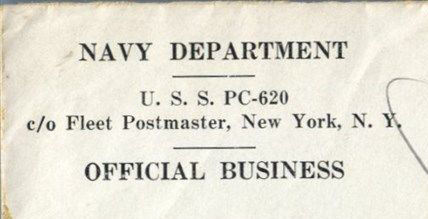 NAVY DEPARTMENT
U. S. S. PC-620
c/o Fleet Postmaster, New York, N. Y.
OFFICIAL BUSINESS